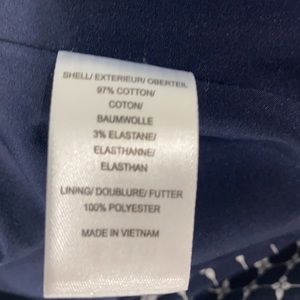 SHELL/ EXTERIEUR/ OBERTEIL
97% COTTON/
COTON/
BAUMWOLLE
3% ELASTANE/
ELASTHANNE/
ELASTHAN
LINING/ DOUBLURE/ FUTTER
100% POLYESTER
MADE IN VIETNAM